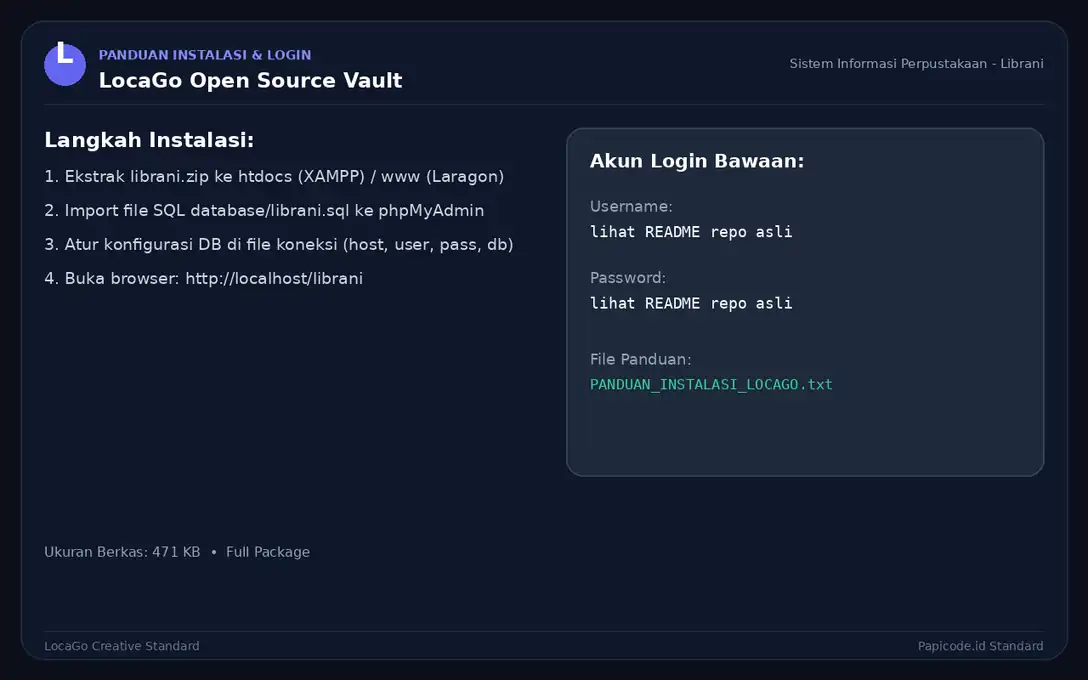 L
PANDUAN INSTALASI & LOGIN
LocaGo Open Source Vault
Sistem Informasi Perpustakaan - Librani
Langkah Instalasi:
1. Ekstrak librani.zip ke htdocs (XAMPP) / www (Laragon)
2. Import file SQL database/librani.sql ke phpMyAdmin
3. Atur konfigurasi DB di file koneksi (host, user, pass, db)
4. Buka browser: http://localhost/librani
Akun Login Bawaan:
Username:
lihat README repo asli
Password:
lihat README repo asli
File Panduan:
PANDUAN_INSTALASI_LOCAGO.txt
Ukuran Berkas: 471 KB • Full Package
LocaGo Creative Standard
Papicode.id Standard